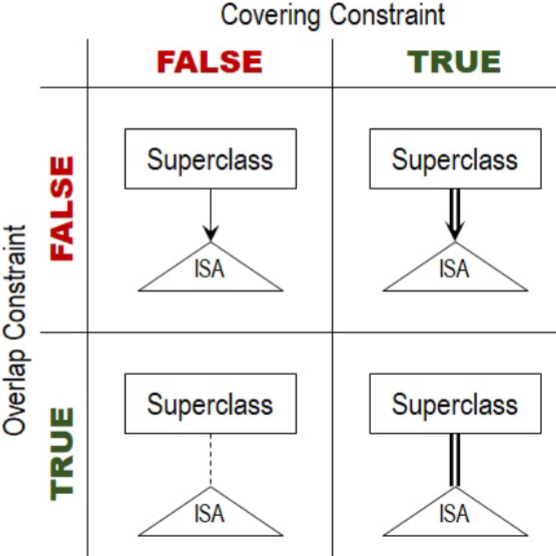 Covering Constraint
FALSE TRUE
Overlap Constraint
FALSE
Superclass Superclass
ISA ISA
TRUE
Superclass Superclass
ISA ISA